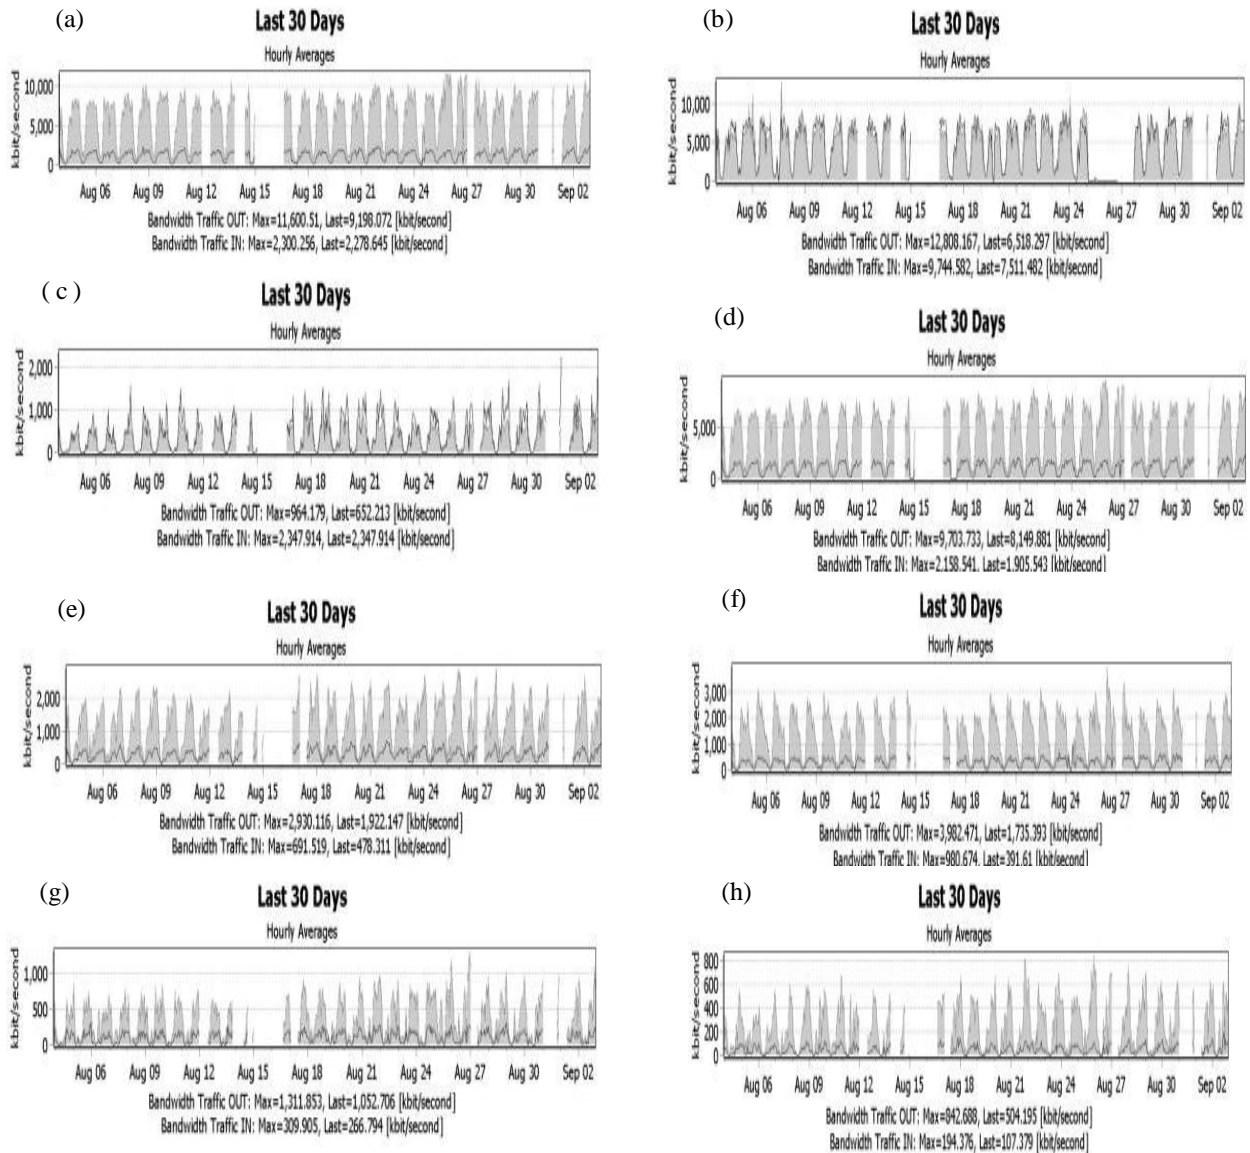 (a)
Last 30 Days
Hourly Averages
kbit/second
10,000
5,000
0
Aug 06 Aug 09 Aug 12 Aug 15 Aug 18 Aug 21 Aug 24 Aug 27 Aug 30 Sep 02
Bandwidth Traffic OUT: Max=11,600.51, Last=9,198.072 [kbit/second]
Bandwidth Traffic IN: Max=2,300.256, Last=2,278.645 [kbit/second]
(b)
Last 30 Days
Hourly Averages
kbit/second
10,000
5,000
0
Aug 06 Aug 09 Aug 12 Aug 15 Aug 18 Aug 21 Aug 24 Aug 27 Aug 30 Sep 02
Bandwidth Traffic OUT: Max=12,808.167, Last=6,518.297 [kbit/second]
Bandwidth Traffic IN: Max=9,744.582, Last=7,511.482 [kbit/second]
( c )
Last 30 Days
Hourly Averages
kbit/second
2,000
1,000
0
Aug 06 Aug 09 Aug 12 Aug 15 Aug 18 Aug 21 Aug 24 Aug 27 Aug 30 Sep 02
Bandwidth Traffic OUT: Max=964.179, Last=652.213 [kbit/second]
Bandwidth Traffic IN: Max=2,347.914, Last=2,347.914 [kbit/second]
(d)
Last 30 Days
Hourly Averages
kbit/second
5,000
0
Aug 06 Aug 09 Aug 12 Aug 15 Aug 18 Aug 21 Aug 24 Aug 27 Aug 30 Sep 02
Bandwidth Traffic OUT: Max=9,703.733, Last=8,149.881 [kbit/second]
Bandwidth Traffic IN: Max=2,158.541, Last=1,905.543 [kbit/second]
(e)
Last 30 Days
Hourly Averages
kbit/second
2,000
1,000
0
Aug 06 Aug 09 Aug 12 Aug 15 Aug 18 Aug 21 Aug 24 Aug 27 Aug 30 Sep 02
Bandwidth Traffic OUT: Max=2,930.116, Last=1,922.147 [kbit/second]
Bandwidth Traffic IN: Max=691.519, Last=478.311 [kbit/second]
(f)
Last 30 Days
Hourly Averages
kbit/second
3,000
2,000
1,000
0
Aug 06 Aug 09 Aug 12 Aug 15 Aug 18 Aug 21 Aug 24 Aug 27 Aug 30 Sep 02
Bandwidth Traffic OUT: Max=3,982.471, Last=1,735.393 [kbit/second]
Bandwidth Traffic IN: Max=980.674, Last=391.61 [kbit/second]
(g)
Last 30 Days
Hourly Averages
kbit/second
1,000
500
0
Aug 06 Aug 09 Aug 12 Aug 15 Aug 18 Aug 21 Aug 24 Aug 27 Aug 30 Sep 02
Bandwidth Traffic OUT: Max=1,311.853, Last=1,052.706 [kbit/second]
Bandwidth Traffic IN: Max=309.905, Last=266.794 [kbit/second]
(h)
Last 30 Days
Hourly Averages
kbit/second
800
600
400
200
0
Aug 06 Aug 09 Aug 12 Aug 15 Aug 18 Aug 21 Aug 24 Aug 27 Aug 30 Sep 02
Bandwidth Traffic OUT: Max=842.688, Last=504.195 [kbit/second]
Bandwidth Traffic IN: Max=194.376, Last=107.379 [kbit/second]